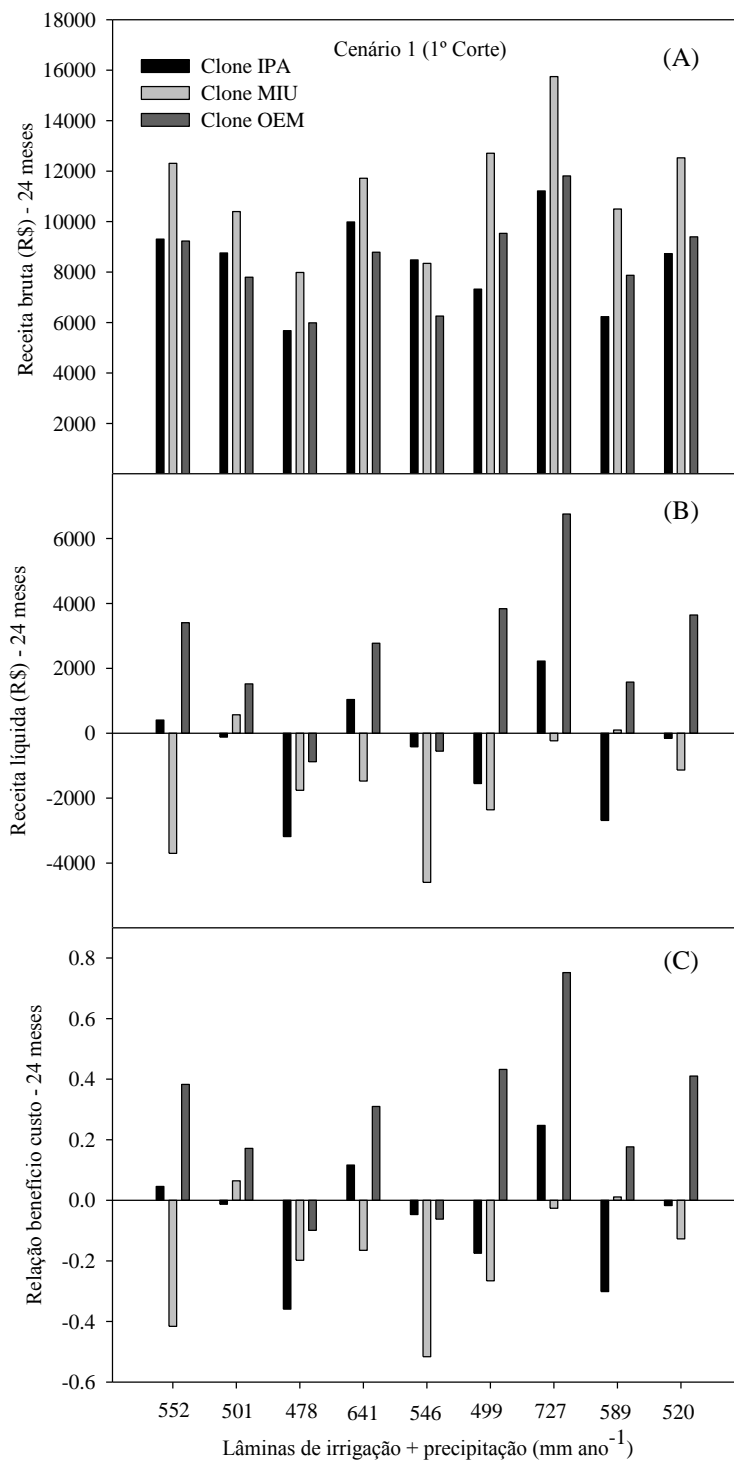 Cenário 1 (1º Corte)
(A)
Clone IPA
Clone MIU
Clone OEM
Receita bruta (R$) - 24 meses
18000
16000
14000
12000
10000
8000
6000
4000
2000
(B)
Receita líquida (R$) - 24 meses
6000
4000
2000
0
-2000
-4000
(C)
Relação benefício custo - 24 meses
0.8
0.6
0.4
0.2
0.0
-0.2
-0.4
-0.6
552 501 478 641 546 499 727 589 520
Lâminas de irrigação + precipitação (mm ano⁻¹)